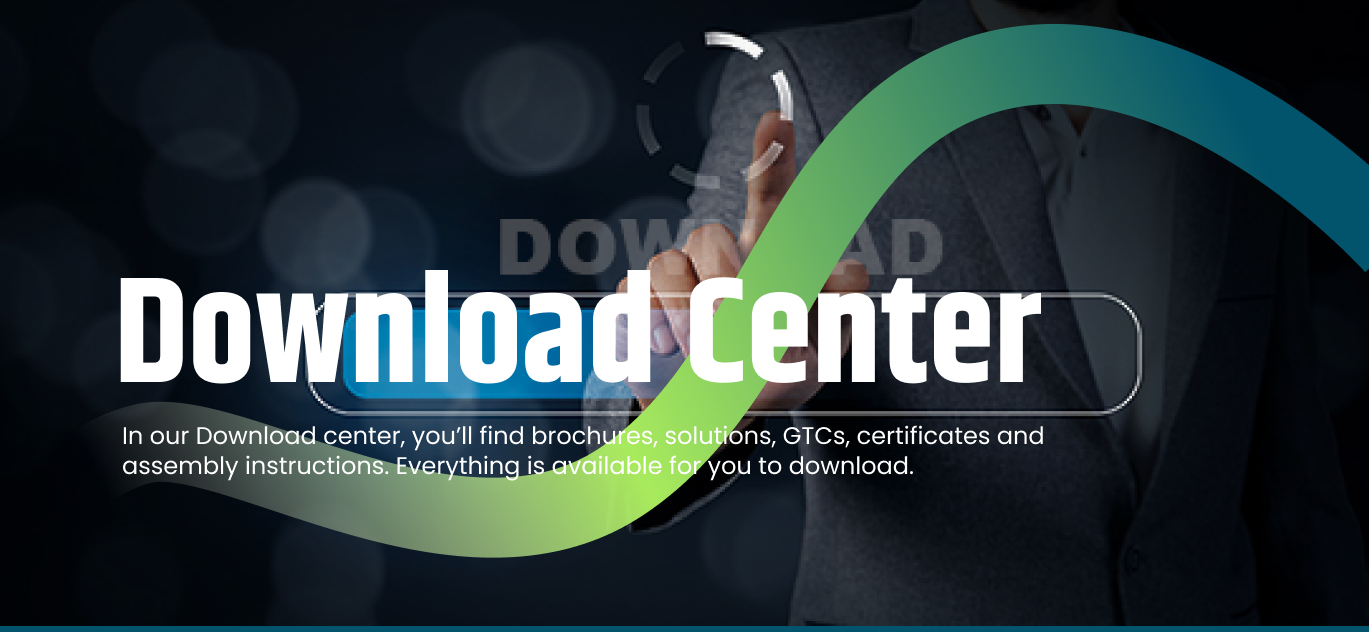 DOWNLOAD
Download Center
In our Download center, you’ll find brochures, solutions, GTCs, certificates and
assembly instructions. Everything is available for you to download.